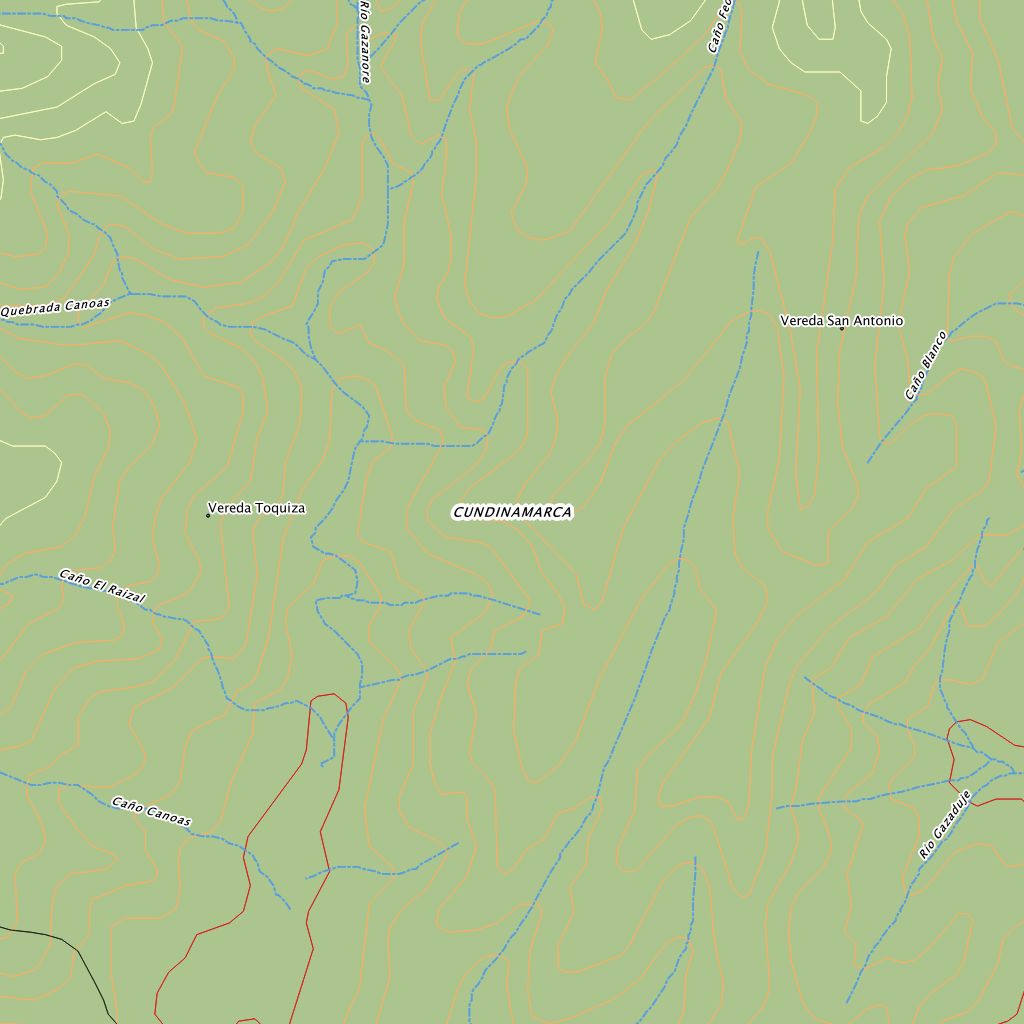 Río Gazanore
Caño Feo
Quebrada Canoas
Vereda San Antonio
Caño Blanco
Vereda Toquiza
CUNDINAMARCA
Caño El Raizal
Caño Canoas
Río Gazaduje